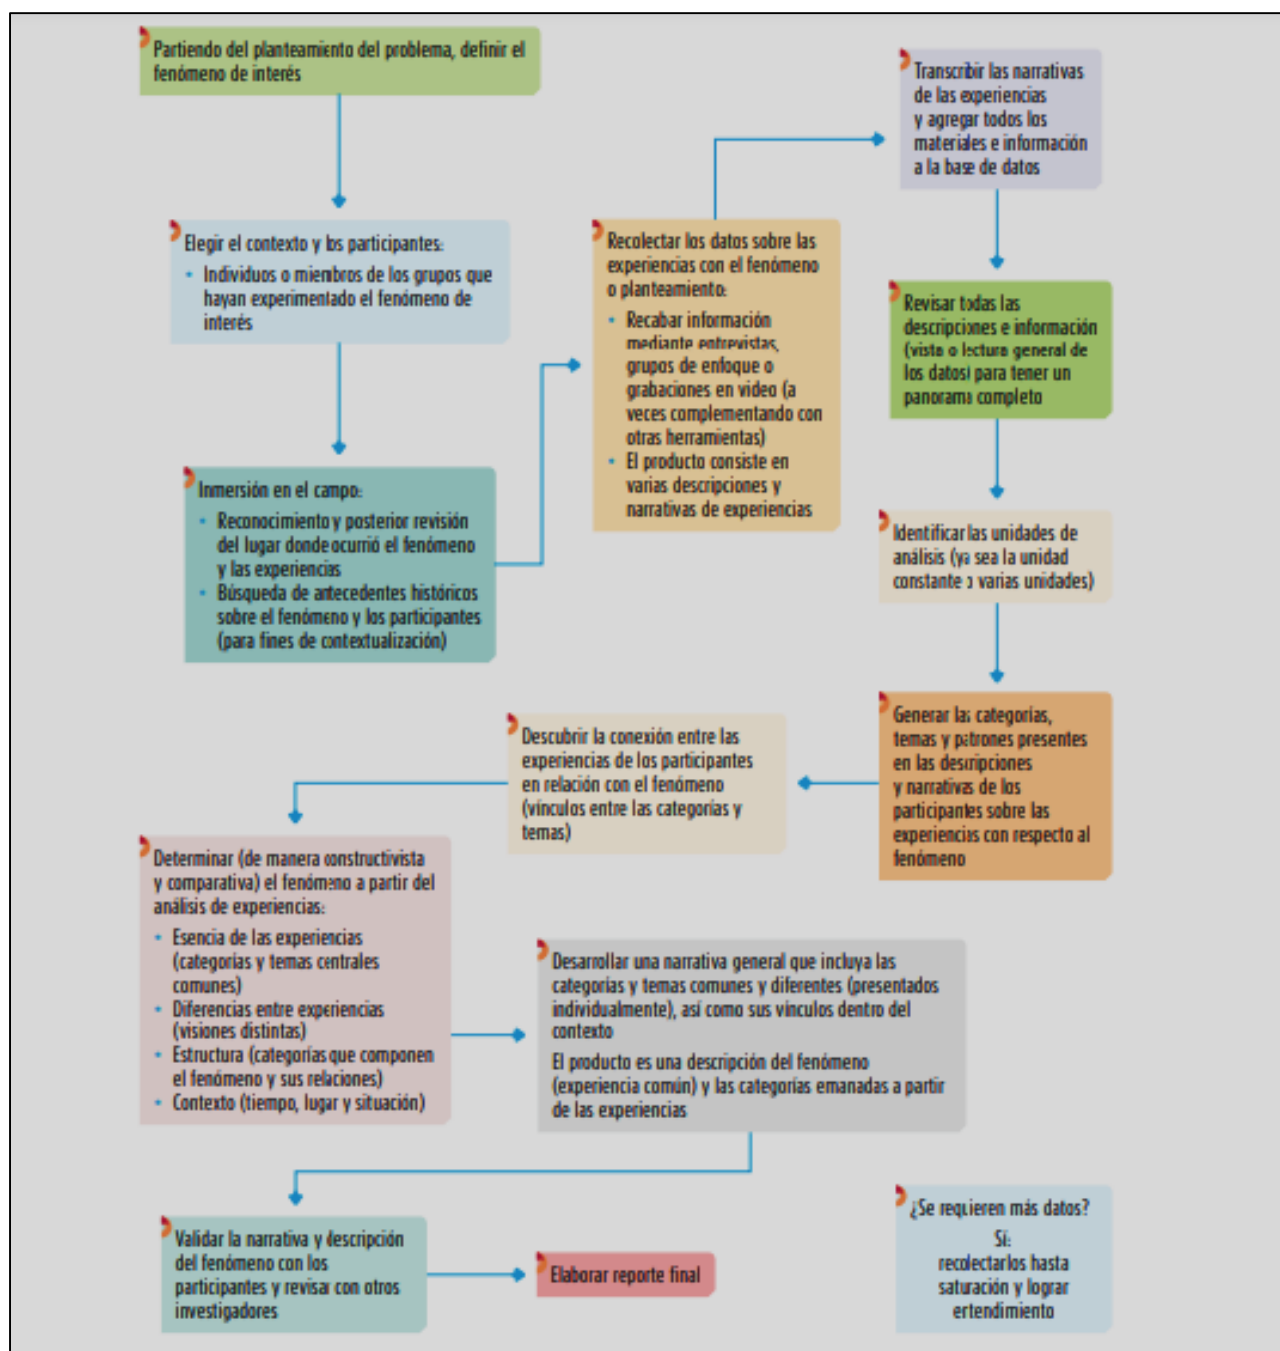 Partiendo del planteamiento del problema, definir el
fenómeno de interés
Elegir el contexto y los participantes:
• Individuos o miembros de los grupos que
hayan experimentado el fenómeno de
interés
Inmersión en el campo:
• Reconocimiento y posterior revisión
del lugar donde ocurrió el fenómeno
y las experiencias
• Búsqueda de antecedentes históricos
sobre el fenómeno y los participantes
(para fines de contextualización)
Recolectar los datos sobre las
experiencias con el fenómeno
o planteamiento:
• Recabar información
mediante entrevistas,
grupos de enfoque o
grabaciones en video (a
veces complementando con
otras herramientas)
• El producto consiste en
varias descripciones y
narrativas de experiencias
Transcribir las narrativas
de las experiencias
y agregar todos los
materiales e información
a la base de datos
Revisar todas las
descripciones e información
(vista o lectura general de
los datos) para tener un
panorama completo
Identificar las unidades de
análisis (ya sea la unidad
constante o varias unidades)
Generar las categorías,
temas y patrones presentes
en las descripciones
y narrativas de los
participantes sobre las
experiencias con respecto al
fenómeno
Descubrir la conexión entre las
experiencias de los participantes
en relación con el fenómeno
(vínculos entre las categorías y
temas)
Determinar (de manera constructivista
y comparativa) el fenómeno a partir del
análisis de experiencias:
• Esencia de las experiencias
(categorías y temas centrales
comunes)
• Diferencias entre experiencias
(visiones distintas)
• Estructura (categorías que componen
el fenómeno y sus relaciones)
• Contexto (tiempo, lugar y situación)
Desarrollar una narrativa general que incluya las
categorías y temas comunes y diferentes (presentados
individualmente), así como sus vínculos dentro del
contexto
El producto es una descripción del fenómeno
(experiencia común) y las categorías emanadas a partir
de las experiencias
Validar la narrativa y descripción
del fenómeno con los
participantes y revisar con otros
investigadores
Elaborar reporte final
¿Se requieren más datos?
Sí:
recolectarlos hasta
saturación y lograr
entendimiento